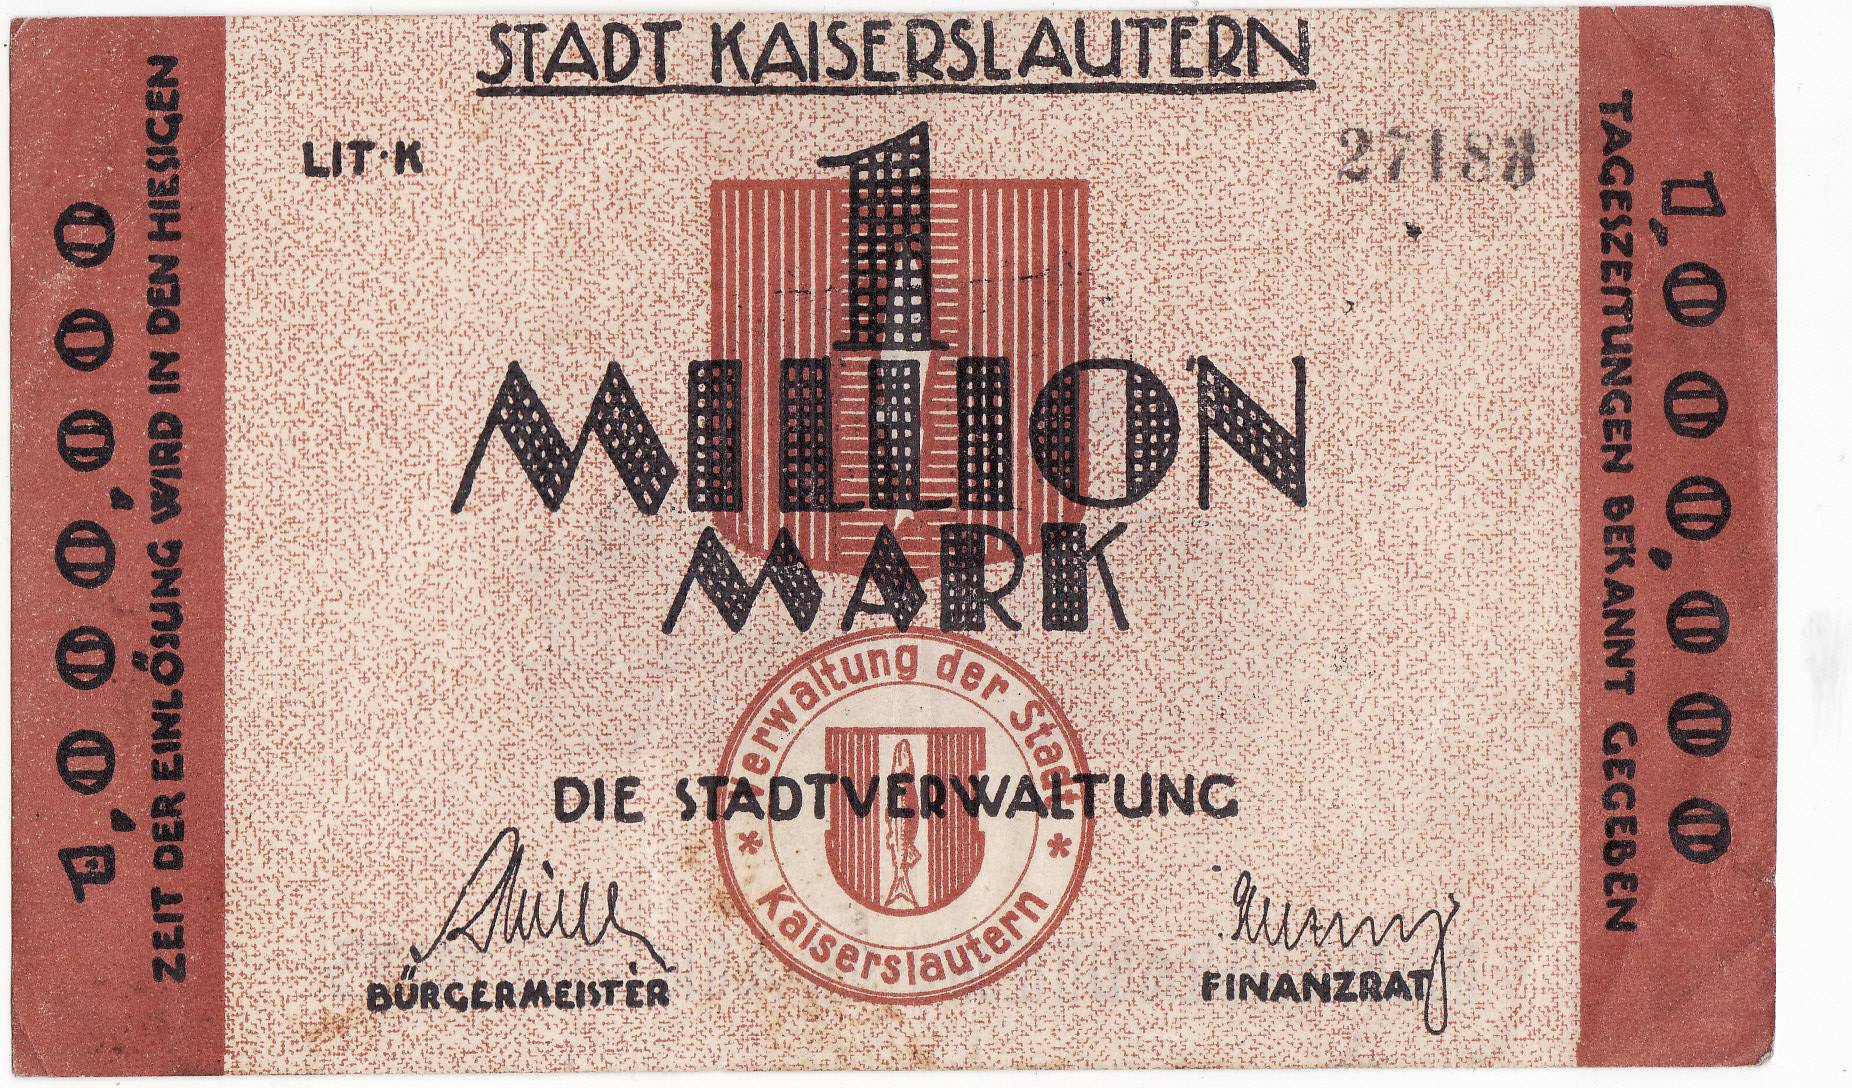 STADT KAISERSLAUTERN
LIT·K
1
MILLION
MARK
DIE STADTVERWALTUNG
Verwaltung der Stadt
* Kaiserslautern *
BÜRGERMEISTER
FINANZRAT
1,000,000
ZEIT DER EINLÖSUNG WIRD IN DEN HIESIGEN
TAGESZEITUNGEN BEKANNT GEGEBEN
1,000,000